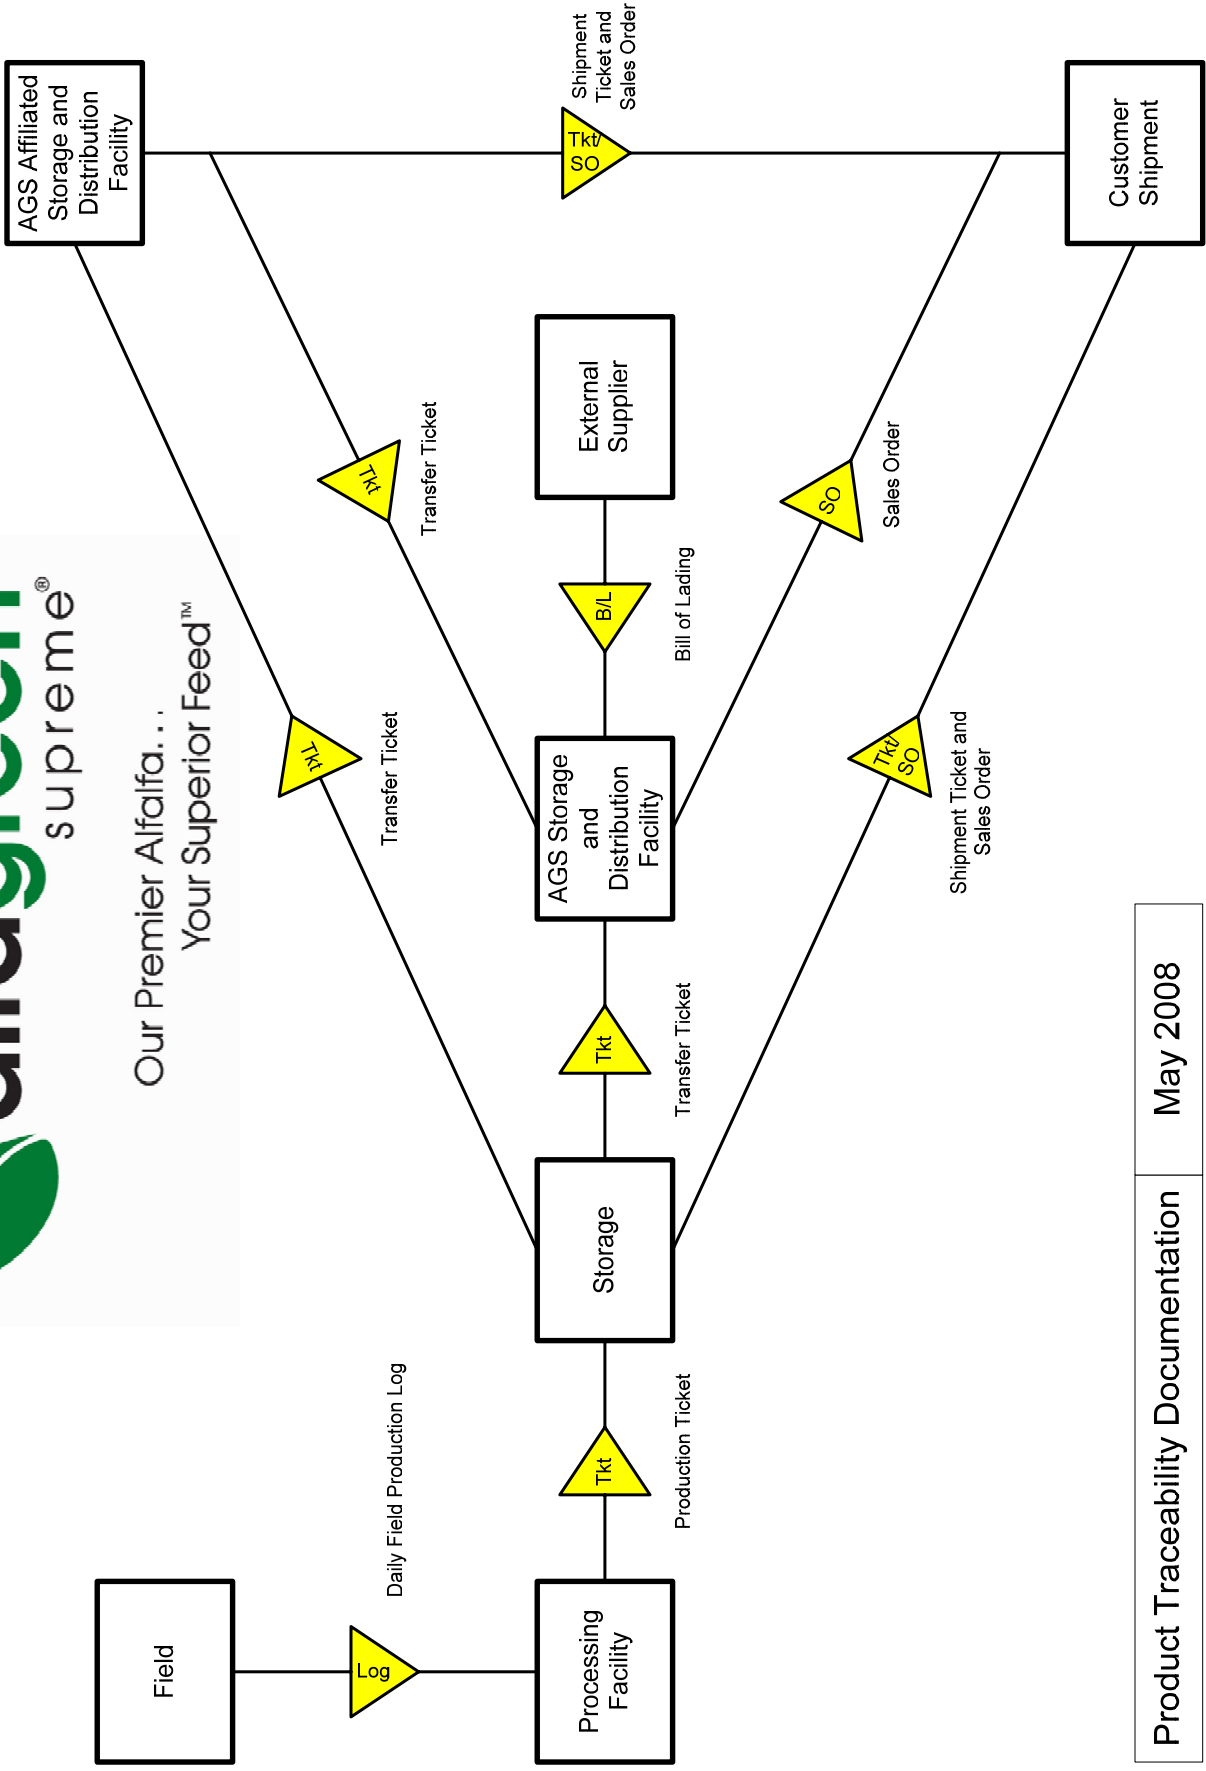 supreme®
Our Premier Alfalfa...
Your Superior Feed™
AGS Affiliated
Storage and
Distribution
Facility
Field
Tkt
Transfer Ticket
Tkt
Transfer Ticket
Log
Daily Field Production Log
Tkt/
SO
Shipment
Ticket and
Sales Order
Processing
Facility
Tkt
Production Ticket
Storage
Tkt
Transfer Ticket
AGS Storage
and
Distribution
Facility
B/L
Bill of Lading
External
Supplier
SO
Sales Order
Tkt/
SO
Shipment Ticket and
Sales Order
Customer
Shipment
Product Traceability Documentation
May 2008